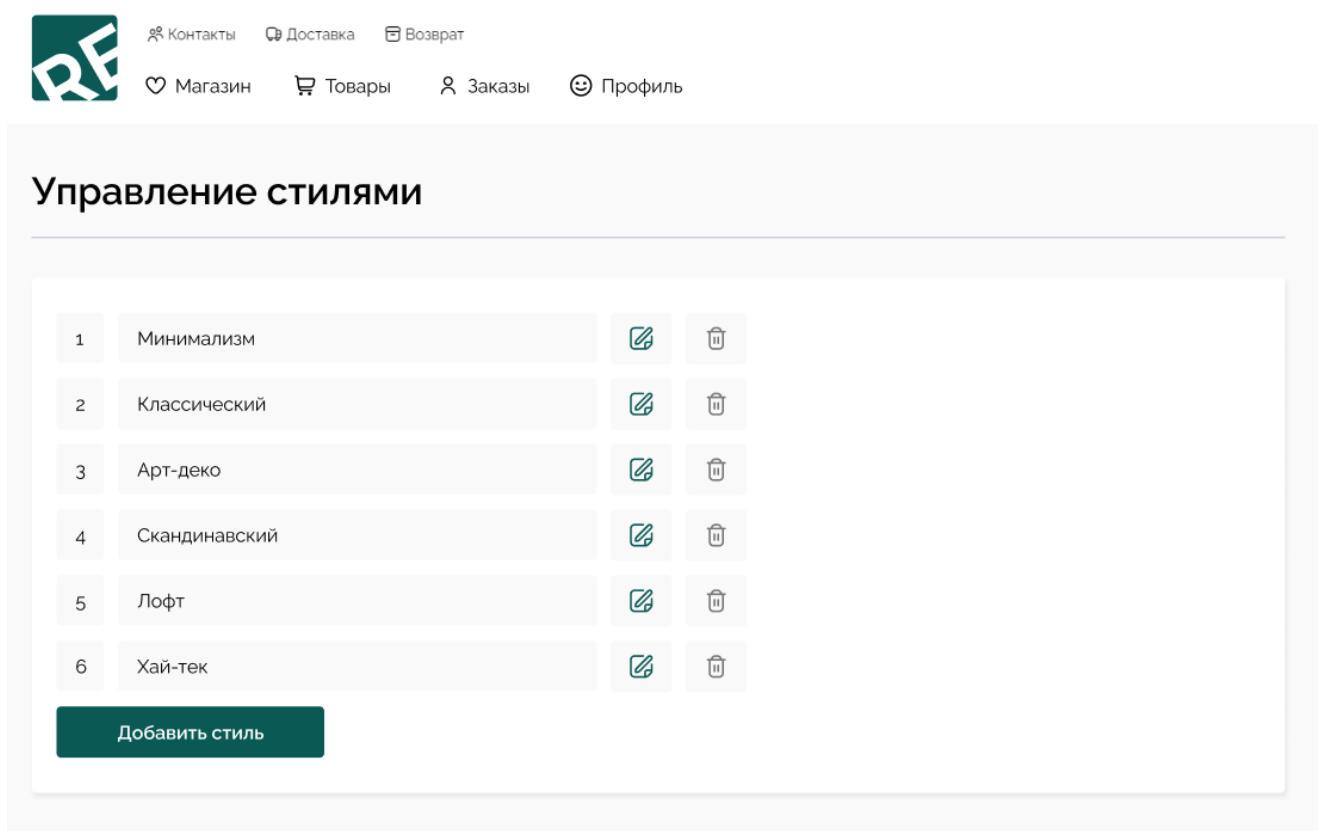 RE
Контакты Доставка Возврат
Магазин Товары Заказы Профиль
Управление стилями
1 Минимализм
2 Классический
3 Арт-деко
4 Скандинавский
5 Лофт
6 Хай-тек
Добавить стиль